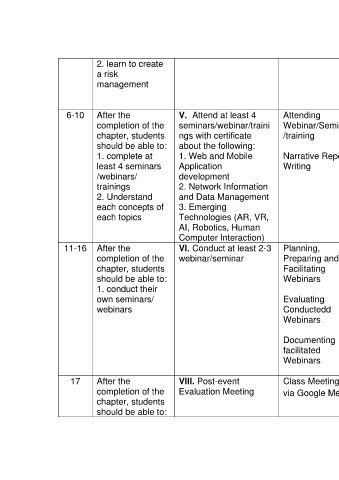 2. learn to create
a risk
management
6-10
After the
completion of the
chapter, students
should be able to:
1. complete at
least 4 seminars
/webinars/
trainings
2. Understand
each concepts of
each topics
V. Attend at least 4
seminars/webinar/traini
ngs with certificate
about the following:
1. Web and Mobile
Application
development
2. Network Information
and Data Management
3. Emerging
Technologies (AR, VR,
AI, Robotics, Human
Computer Interaction)
Attending
Webinar/Semi
/training
Narrative Repo
Writing
11-16
After the
completion of the
chapter, students
should be able to:
1. conduct their
own seminars/
webinars
VI. Conduct at least 2-3
webinar/seminar
Planning,
Preparing and
Facilitating
Webinars
Evaluating
Conductedd
Webinars
Documenting
facilitated
Webinars
17
After the
completion of the
chapter, students
should be able to:
VIII. Post-event
Evaluation Meeting
Class Meeting
via Google Me